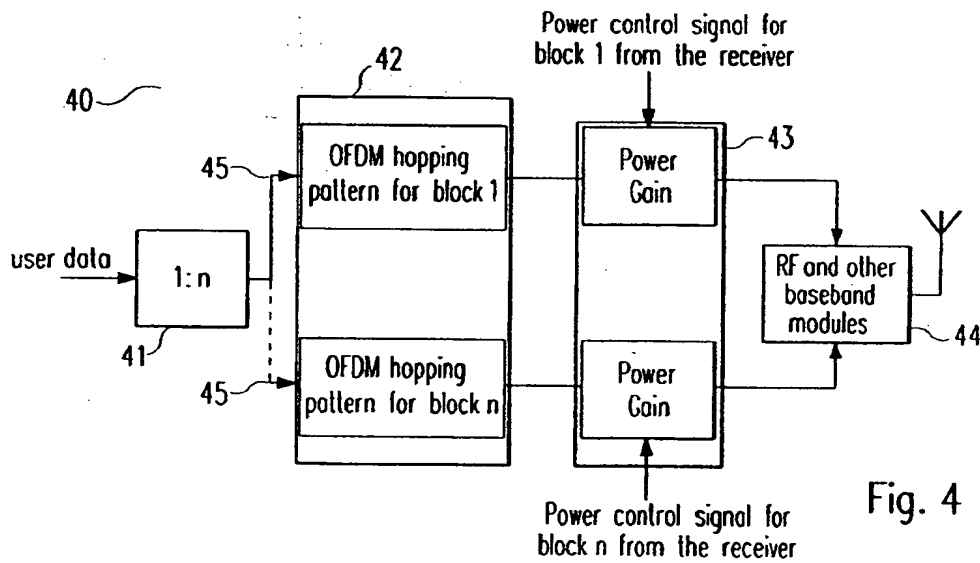 Power control signal for
block 1 from the receiver
42
40
43
45
OFDM hopping
pattern for block 1
Power
Gain
user data
1:n
RF and other
baseband
modules
41
44
45
OFDM hopping
pattern for block n
Power
Gain
Power control signal for
block n from the receiver
Fig. 4